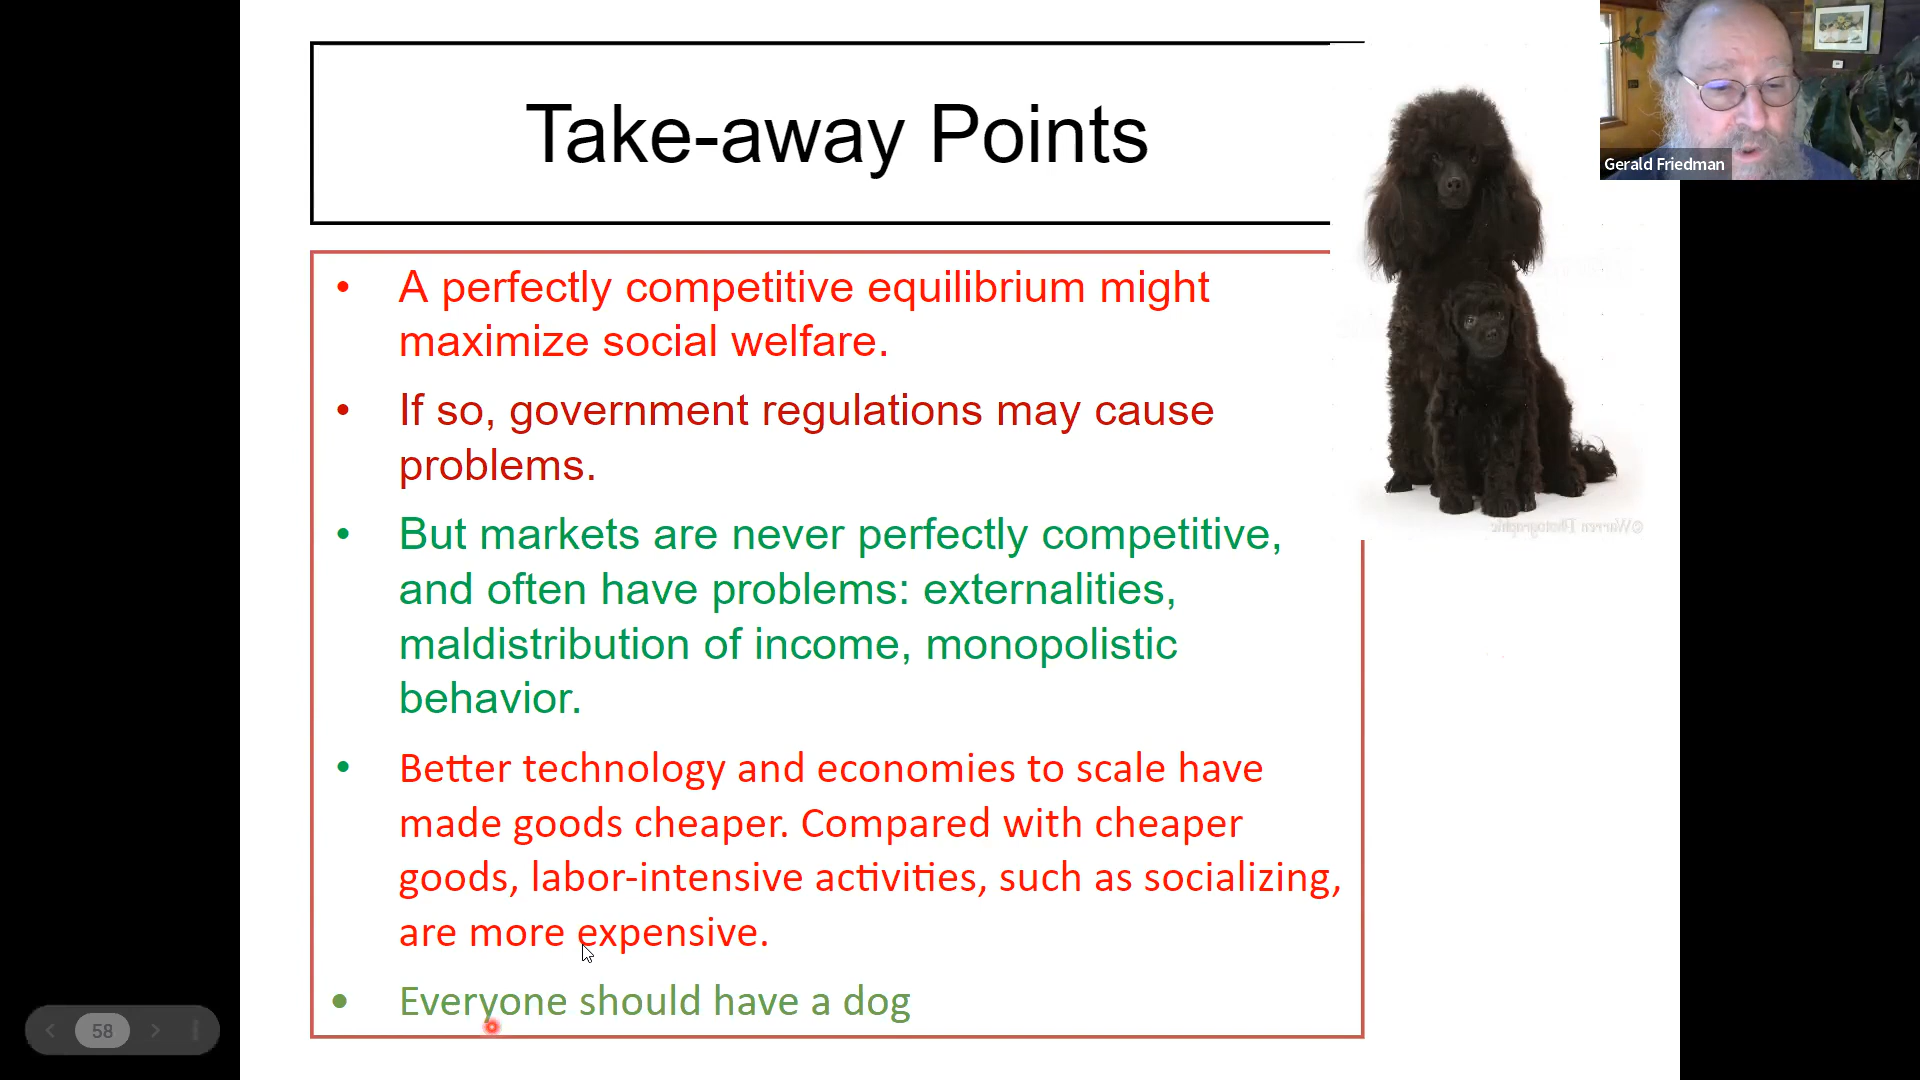 Take-away Points
Gerald Friedman
• A perfectly competitive equilibrium might
maximize social welfare.
• If so, government regulations may cause
problems.
• But markets are never perfectly competitive,
and often have problems: externalities,
maldistribution of income, monopolistic
behavior.
• Better technology and economies to scale have
made goods cheaper. Compared with cheaper
goods, labor-intensive activities, such as socializing,
are more expensive.
• Everyone should have a dog
©Warren Photographic
58